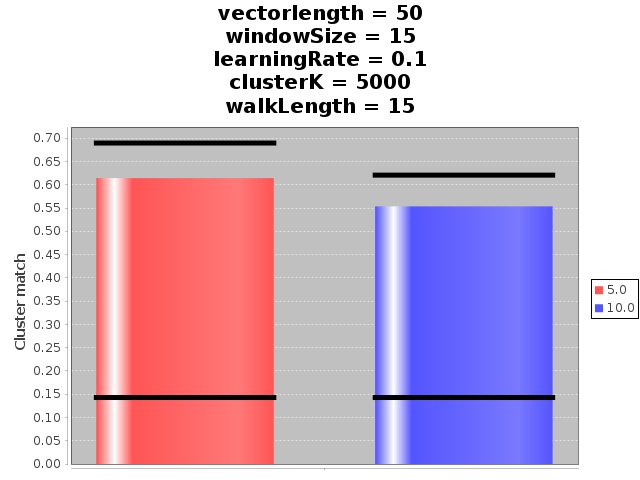 vectorlength = 50
windowSize = 15
learningRate = 0.1
clusterK = 5000
walkLength = 15
0.70
0.65
0.60
0.55
0.50
0.45
0.40
0.35
0.30
0.25
0.20
0.15
0.10
0.05
0.00
Cluster match
5.0
10.0